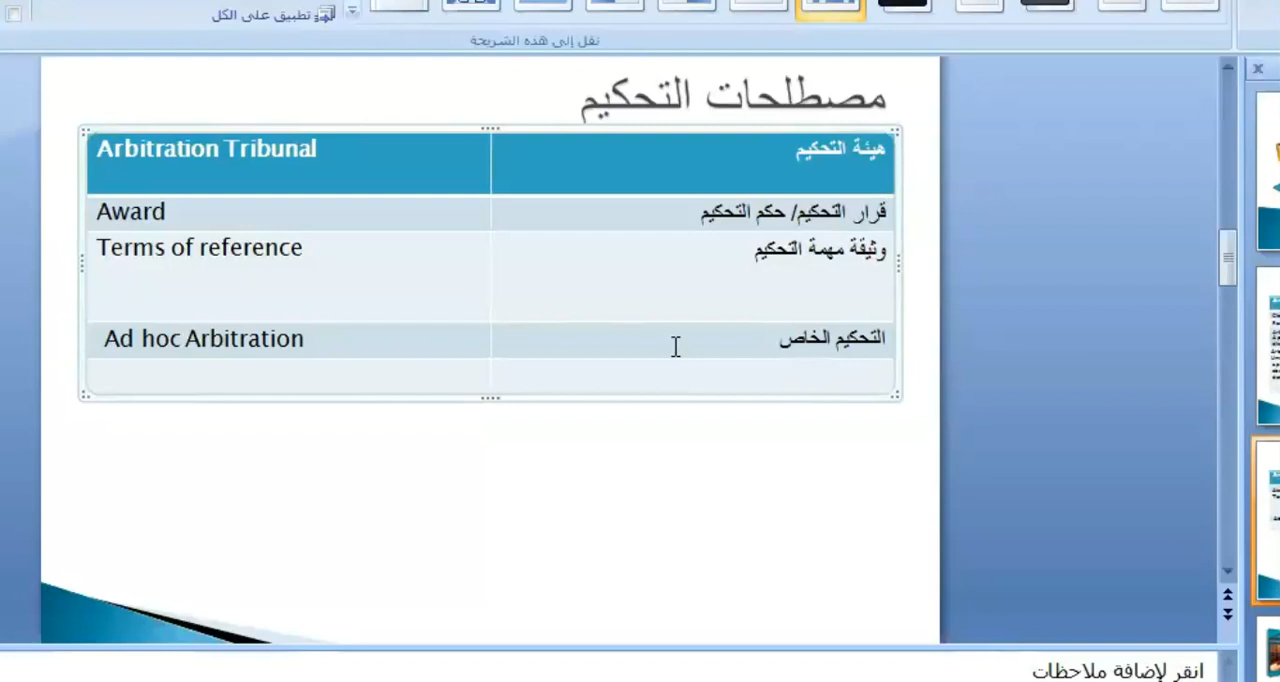 تطبيق على الكل
نقل إلى هذه الشريحة
مصطلحات التحكيم
Arbitration Tribunal
هيئة التحكيم
Award
قرار التحكيم/ حكم التحكيم
Terms of reference
وثيقة مهمة التحكيم
Ad hoc Arbitration
التحكيم الخاص
انقر لإضافة ملاحظات